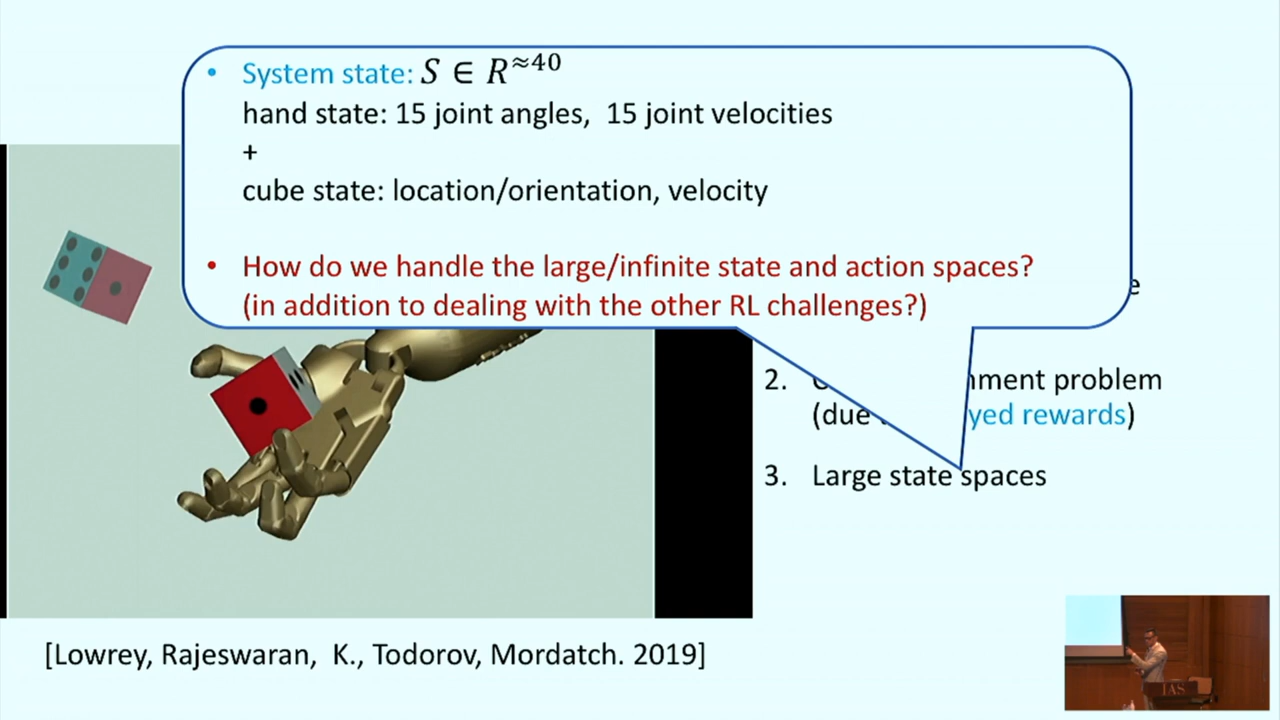 • System state: S ∈ R^≈40
hand state: 15 joint angles, 15 joint velocities
+
cube state: location/orientation, velocity
• How do we handle the large/infinite state and action spaces?
(in addition to dealing with the other RL challenges?)
e
2. nment problem
(due yed rewards)
3. Large state spaces
[Lowrey, Rajeswaran, K., Todorov, Mordatch. 2019]
IAS